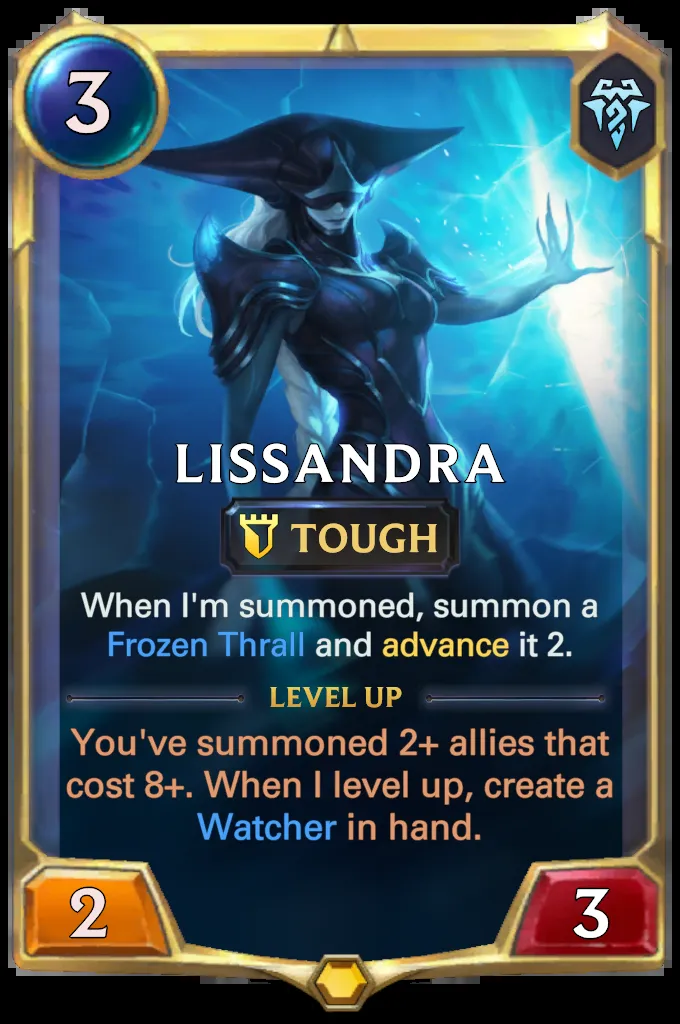 3
LISSANDRA
TOUGH
When I'm summoned, summon a
Frozen Thrall and advance it 2.
LEVEL UP
You've summoned 2+ allies that
cost 8+. When I level up, create a
Watcher in hand.
2
3